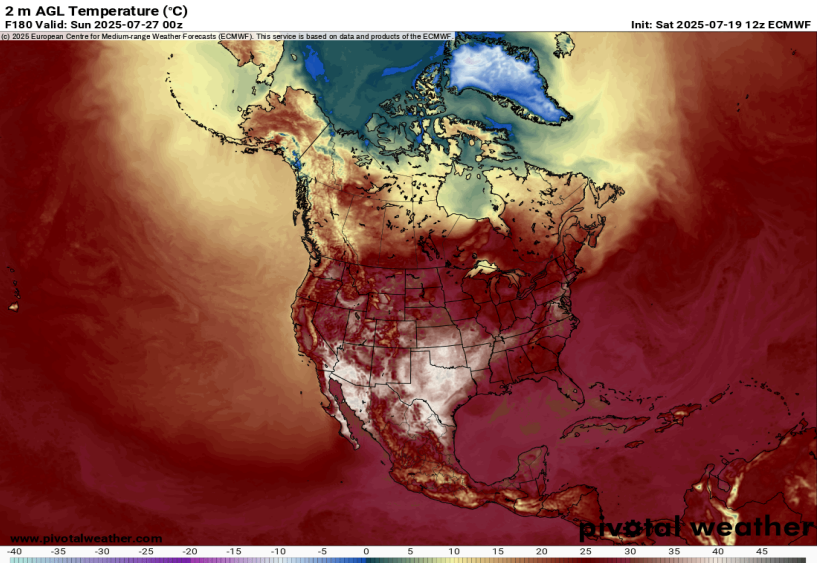 2 m AGL Temperature (°C)
F180 Valid: Sun 2025-07-27 00z
Init: Sat 2025-07-19 12z ECMWF
(c) 2025 European Centre for Medium-range Weather Forecasts (ECMWF). This service is based on data and products of the ECMWF.
www.pivotalweather.com
pivotal weather
-40 -35 -30 -25 -20 -15 -10 -5 0 5 10 15 20 25 30 35 40 45